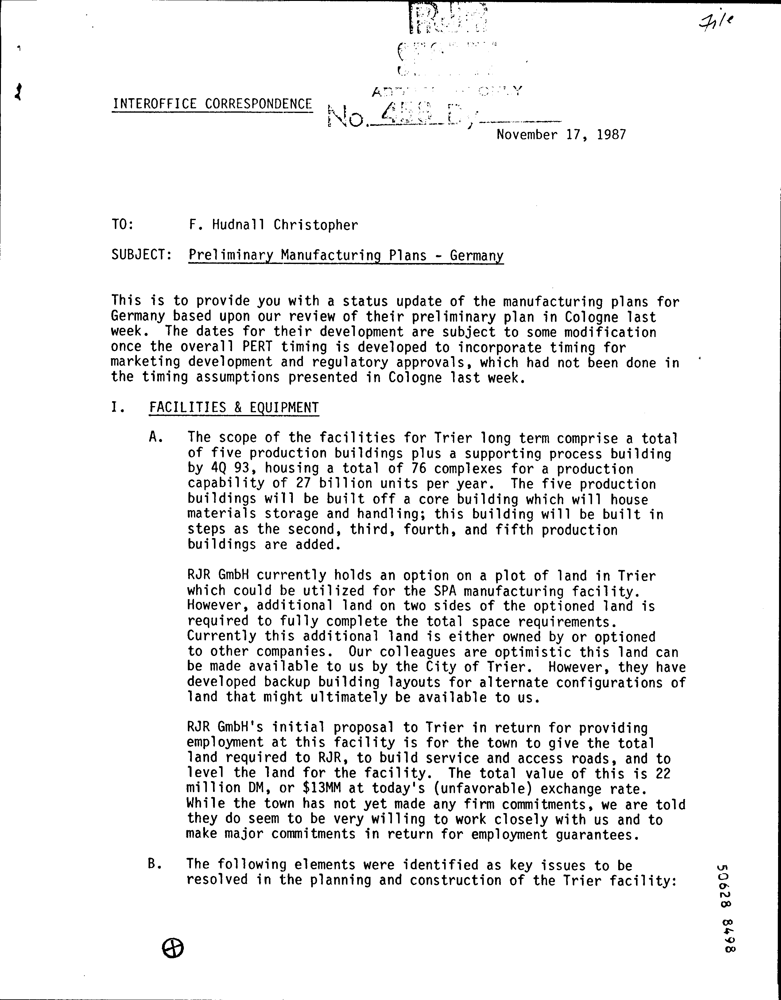 RJR
File
ONLY
INTEROFFICE CORRESPONDENCE
No. By
November 17, 1987
TO: F. Hudnall Christopher
SUBJECT: Preliminary Manufacturing Plans - Germany
This is to provide you with a status update of the manufacturing plans for
Germany based upon our review of their preliminary plan in Cologne last
week. The dates for their development are subject to some modification
once the overall PERT timing is developed to incorporate timing for
marketing development and regulatory approvals, which had not been done in
the timing assumptions presented in Cologne last week.
I. FACILITIES & EQUIPMENT
A. The scope of the facilities for Trier long term comprise a total
of five production buildings plus a supporting process building
by 4Q 93, housing a total of 76 complexes for a production
capability of 27 billion units per year. The five production
buildings will be built off a core building which will house
materials storage and handling; this building will be built in
steps as the second, third, fourth, and fifth production
buildings are added.
RJR GmbH currently holds an option on a plot of land in Trier
which could be utilized for the SPA manufacturing facility.
However, additional land on two sides of the optioned land is
required to fully complete the total space requirements.
Currently this additional land is either owned by or optioned
to other companies. Our colleagues are optimistic this land can
be made available to us by the City of Trier. However, they have
developed backup building layouts for alternate configurations of
land that might ultimately be available to us.
RJR GmbH's initial proposal to Trier in return for providing
employment at this facility is for the town to give the total
land required to RJR, to build service and access roads, and to
level the land for the facility. The total value of this is 22
million DM, or $13MM at today's (unfavorable) exchange rate.
While the town has not yet made any firm commitments, we are told
they do seem to be very willing to work closely with us and to
make major commitments in return for employment guarantees.
B. The following elements were identified as key issues to be
resolved in the planning and construction of the Trier facility:
50628 8498